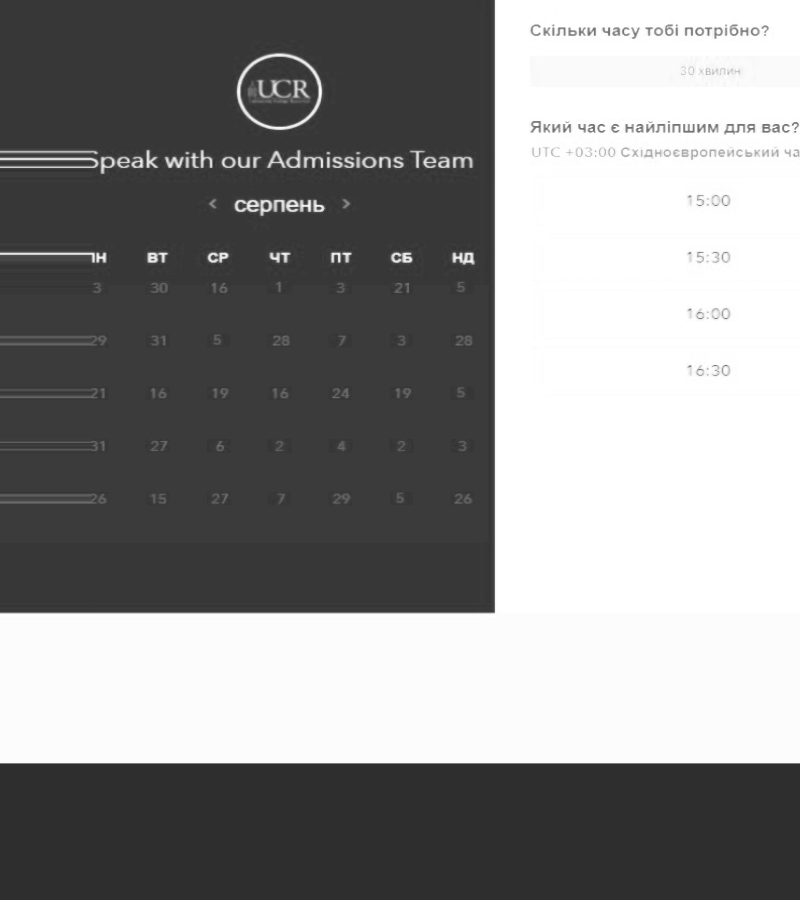 UCR
Speak with our Admissions Team
серпень
ПН ВТ СР ЧТ ПТ СБ НД
3 30 16 1 3 21 5
29 31 5 28 7 3 28
21 16 19 16 24 19 5
31 27 6 2 4 2 3
26 15 27 7 29 5 26
Скільки часу тобі потрібно?
30 хвилин
Який час є найліпшим для вас?
UTC +03:00 Східноєвропейський ча
15:00
15:30
16:00
16:30